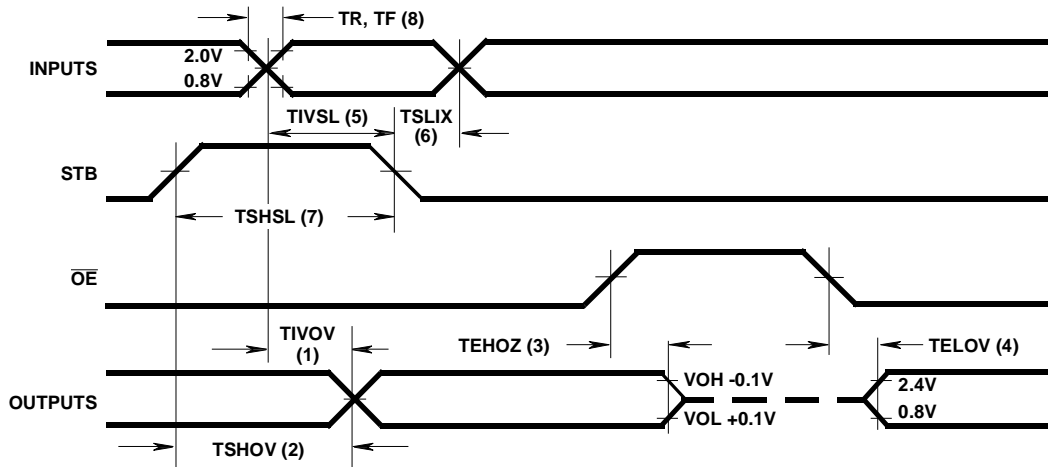 TR, TF (8)
INPUTS
2.0V
0.8V
TIVSL (5)
TSLIX
(6)
STB
TSHSL (7)
OE
TIVOV
(1)
TEHOZ (3)
TELOV (4)
OUTPUTS
VOH -0.1V
VOL +0.1V
2.4V
0.8V
TSHOV (2)